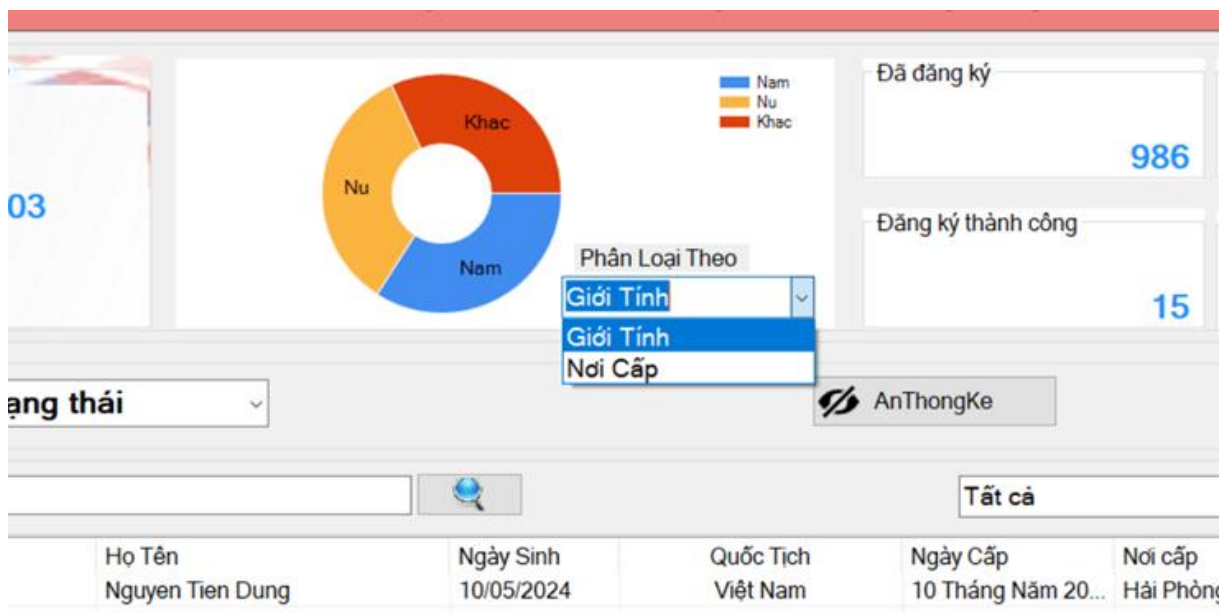 Nam
Nu
Khac
Đã đăng ký
Khac
986
Nu
03
Đăng ký thành công
Phân Loại Theo
Nam
Giới Tính
15
Giới Tính
Nơi Cấp
ạng thái
AnThongKe
Tất cả
Họ Tên Ngày Sinh Quốc Tịch Ngày Cấp Nơi cấp
Nguyen Tien Dung 10/05/2024 Việt Nam 10 Tháng Năm 20... Hải Phòng